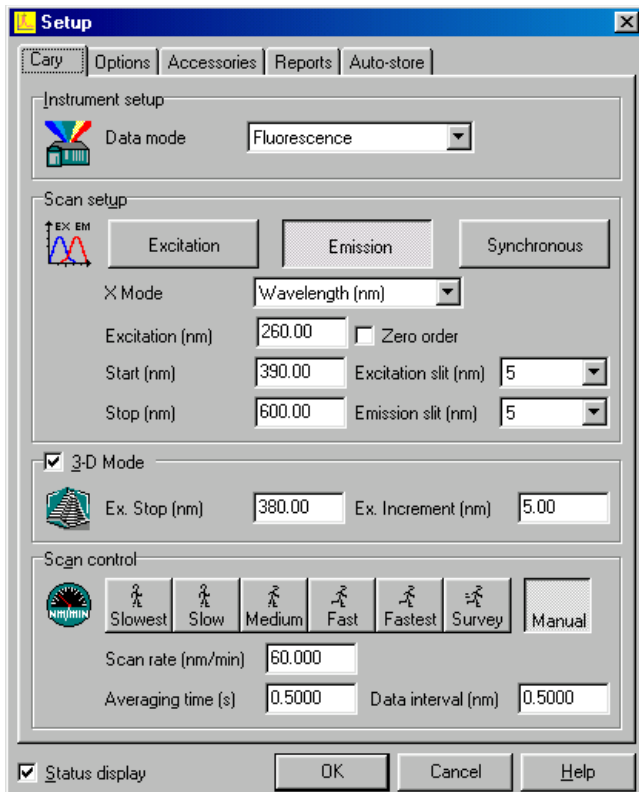 Setup
Cary Options Accessories Reports Auto-store
Instrument setup
Data mode Fluorescence
Scan setup
EX EM
Excitation Emission Synchronous
X Mode Wavelength (nm)
Excitation (nm) 260.00 Zero order
Start (nm) 390.00 Excitation slit (nm) 5
Stop (nm) 600.00 Emission slit (nm) 5
3-D Mode
Ex. Stop (nm) 380.00 Ex. Increment (nm) 5.00
Scan control
NM/MIN
Slowest Slow Medium Fast Fastest Survey Manual
Scan rate (nm/min) 60.000
Averaging time (s) 0.5000 Data interval (nm) 0.5000
Status display OK Cancel Help